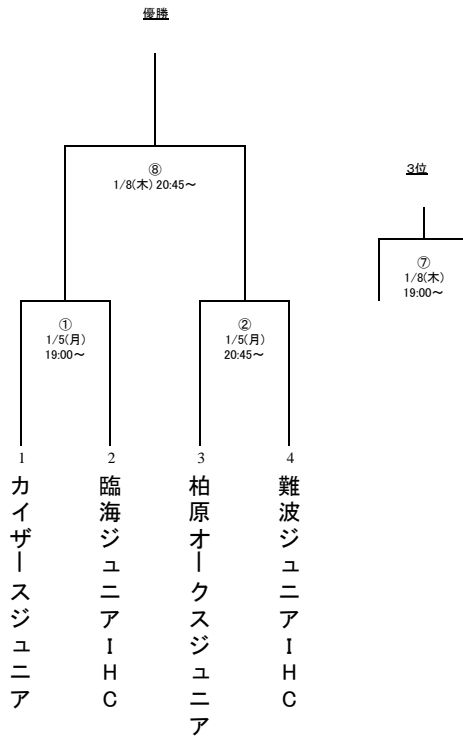 優勝
⑧
1/8(木) 20:45～
3位
⑦
1/8(木)
19:00～
①
1/5(月)
19:00～
②
1/5(月)
20:45～
1
2
3
4
カイザースジュニア
臨海ジュニアIHC
柏原オークスジュニア
難波ジュニアIHC